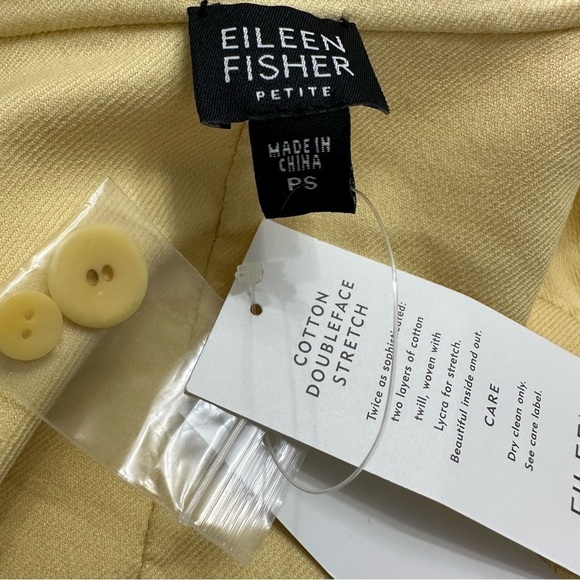 EILEEN
FISHER
PETITE
MADE IN
CHINA
PS
COTTON
DOUBLEFACE
STRETCH
Twice as sophisticated:
two layers of cotton
twill, woven with
Lycra for stretch.
Beautiful inside and out.
CARE
Dry clean only.
See care label.